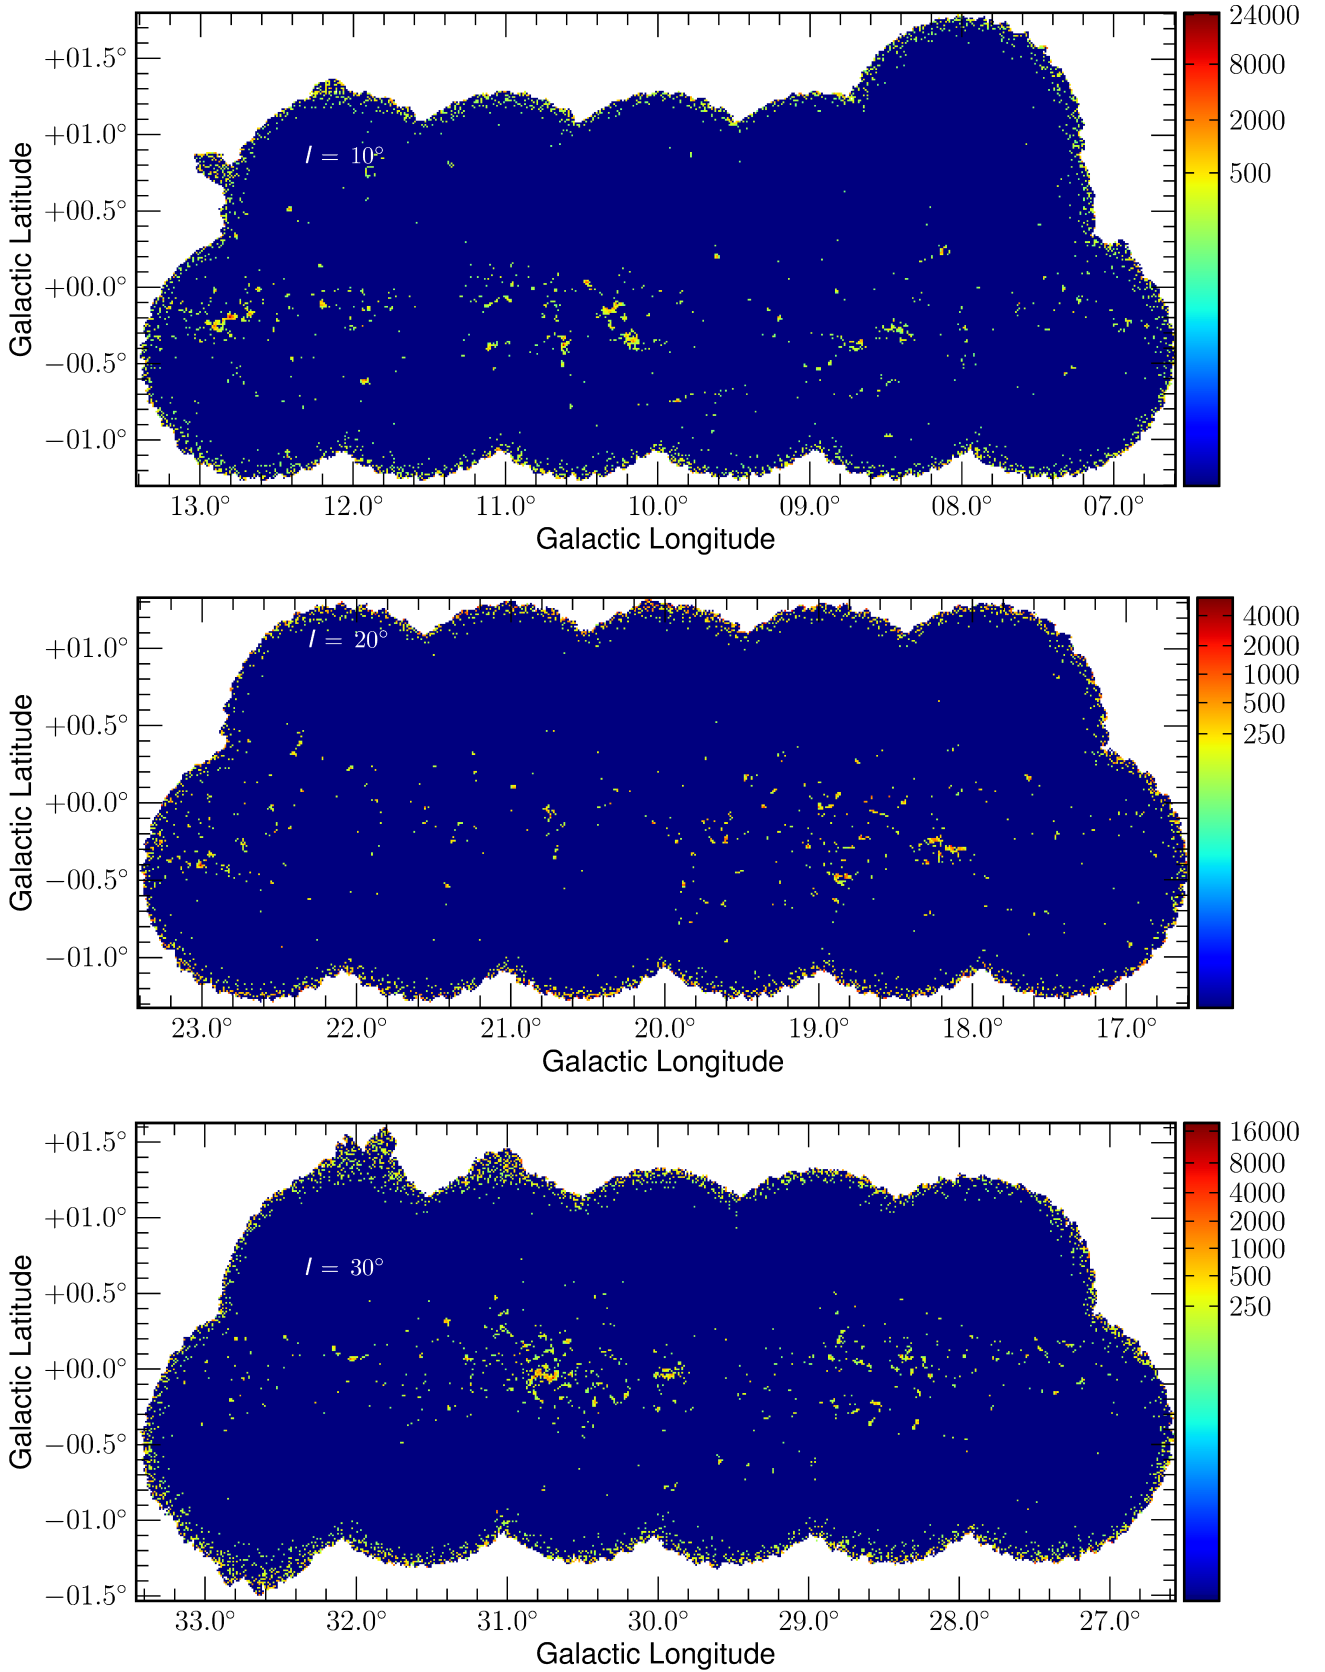 24000
+01.5°
8000
+01.0°
2000
l = 10°
500
+00.5°
Galactic Latitude
+00.0°
−00.5°
−01.0°
13.0° 12.0° 11.0° 10.0° 09.0° 08.0° 07.0°
Galactic Longitude
4000
l = 20°
+01.0°
2000
1000
500
+00.5°
250
Galactic Latitude
+00.0°
−00.5°
−01.0°
23.0° 22.0° 21.0° 20.0° 19.0° 18.0° 17.0°
Galactic Longitude
16000
+01.5°
8000
4000
+01.0°
2000
1000
l = 30°
500
+00.5°
250
Galactic Latitude
+00.0°
−00.5°
−01.0°
−01.5°
33.0° 32.0° 31.0° 30.0° 29.0° 28.0° 27.0°
Galactic Longitude